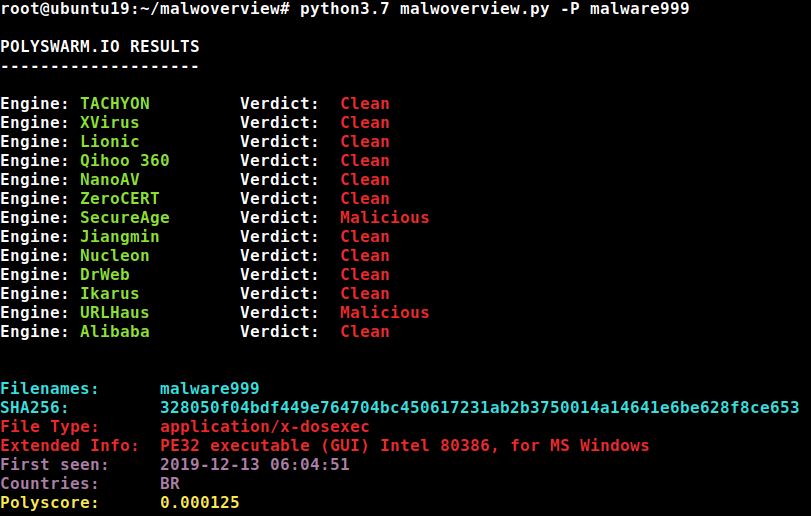 root@ubuntu19:~/malwoverview# python3.7 malwoverview.py -P malware999
POLYSWARM.IO RESULTS
--------------------
Engine: TACHYON Verdict: Clean
Engine: XVirus Verdict: Clean
Engine: Lionic Verdict: Clean
Engine: Qihoo 360 Verdict: Clean
Engine: NanoAV Verdict: Clean
Engine: ZeroCERT Verdict: Clean
Engine: SecureAge Verdict: Malicious
Engine: Jiangmin Verdict: Clean
Engine: Nucleon Verdict: Clean
Engine: DrWeb Verdict: Clean
Engine: Ikarus Verdict: Clean
Engine: URLHaus Verdict: Malicious
Engine: Alibaba Verdict: Clean
Filenames: malware999
SHA256: 328050f04bdf449e764704bc450617231ab2b3750014a14641e6be628f8ce653
File Type: application/x-dosexec
Extended Info: PE32 executable (GUI) Intel 80386, for MS Windows
First seen: 2019-12-13 06:04:51
Countries: BR
Polyscore: 0.000125